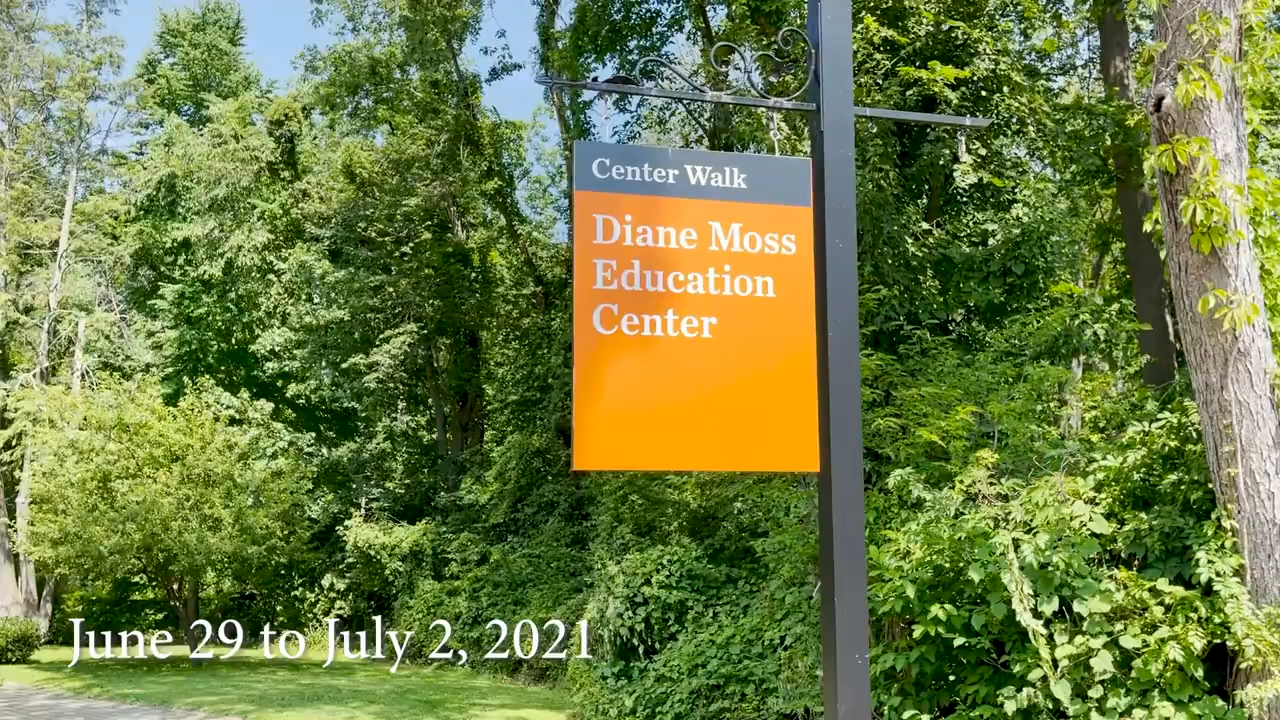 Center Walk
Diane Moss
Education
Center
June 29 to July 2, 2021